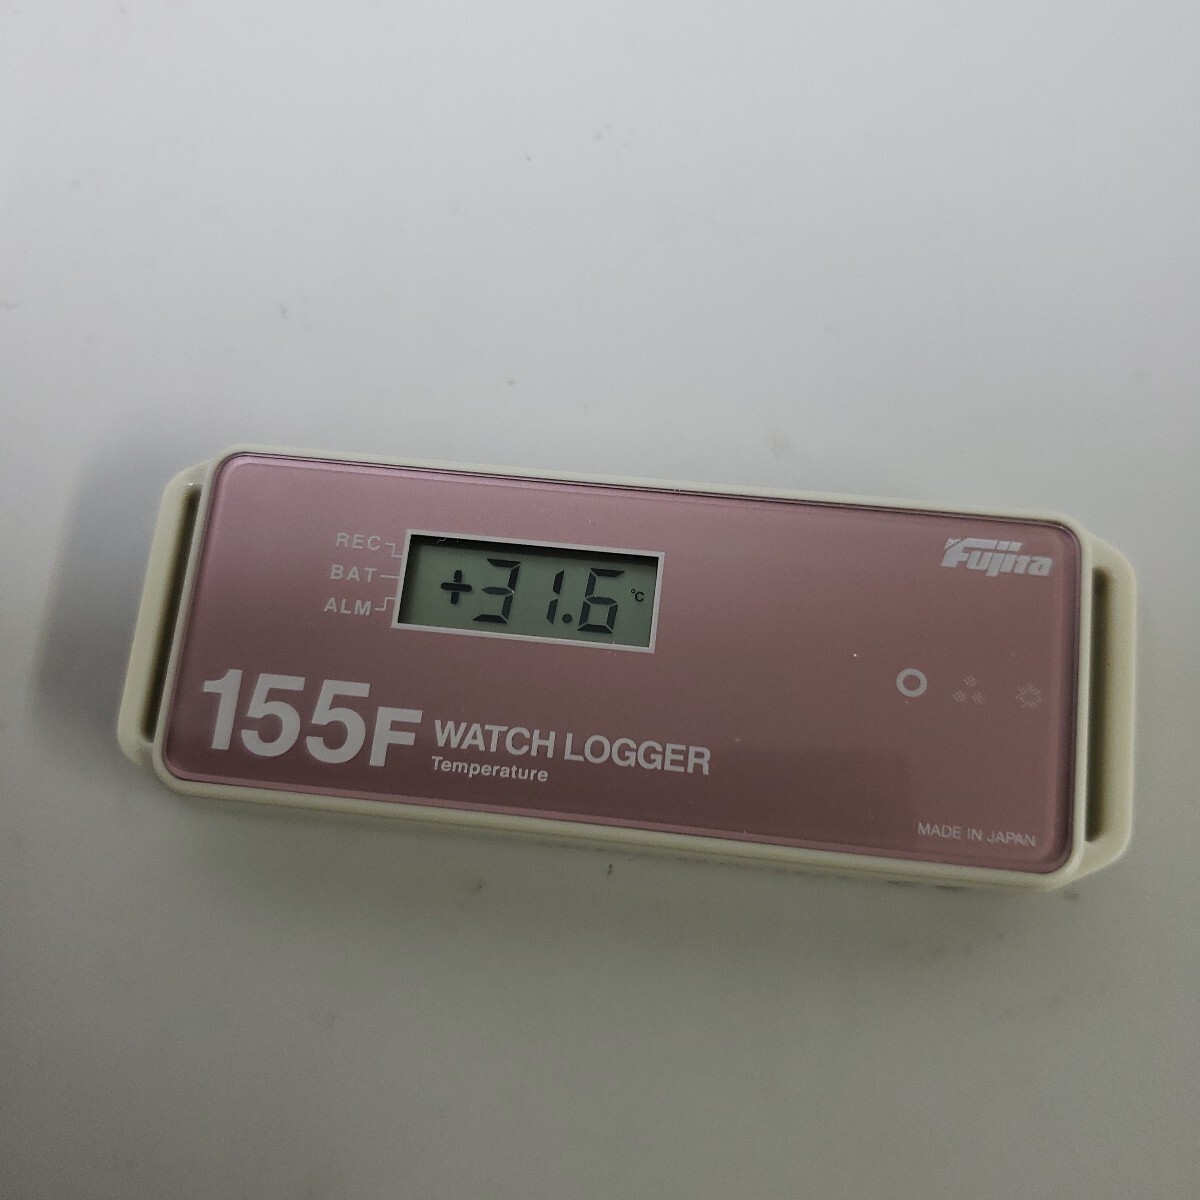 Fujita
REC
BAT
ALM
+31.6 °C
155F WATCH LOGGER
Temperature
MADE IN JAPAN